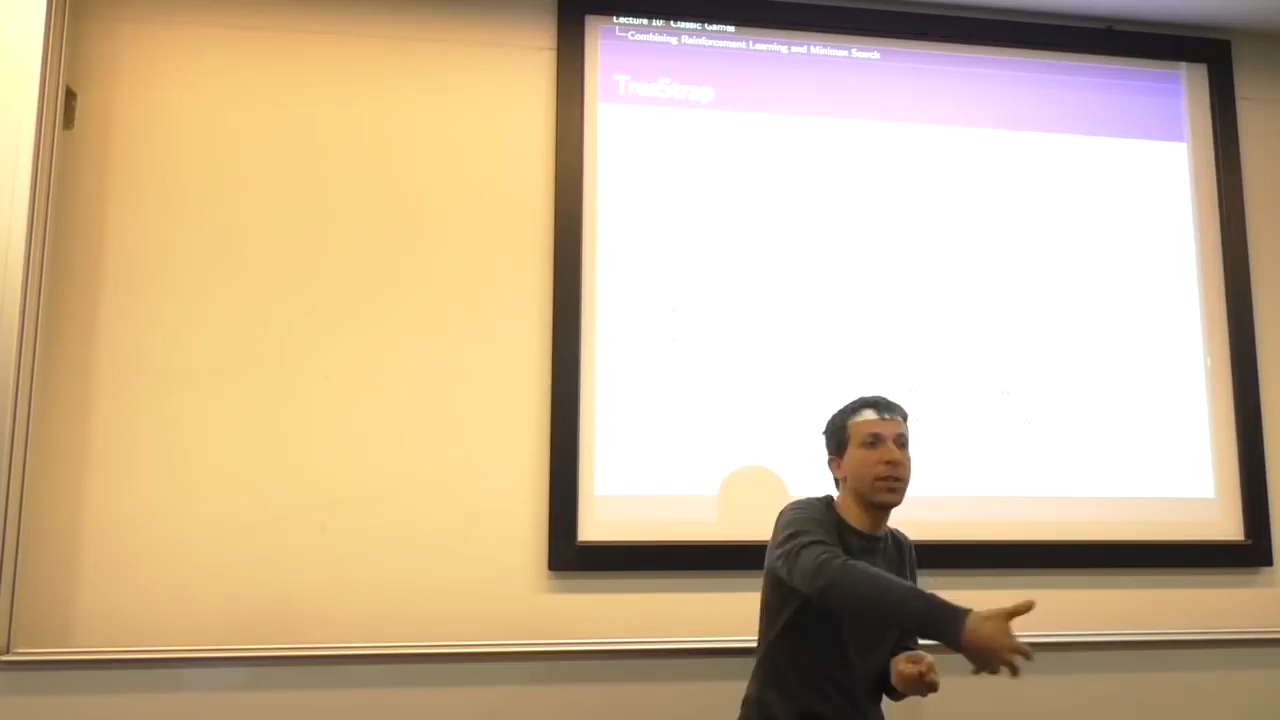 Lecture 10: Classic Games
Combining Reinforcement Learning and Minimax Search
TreeStrap